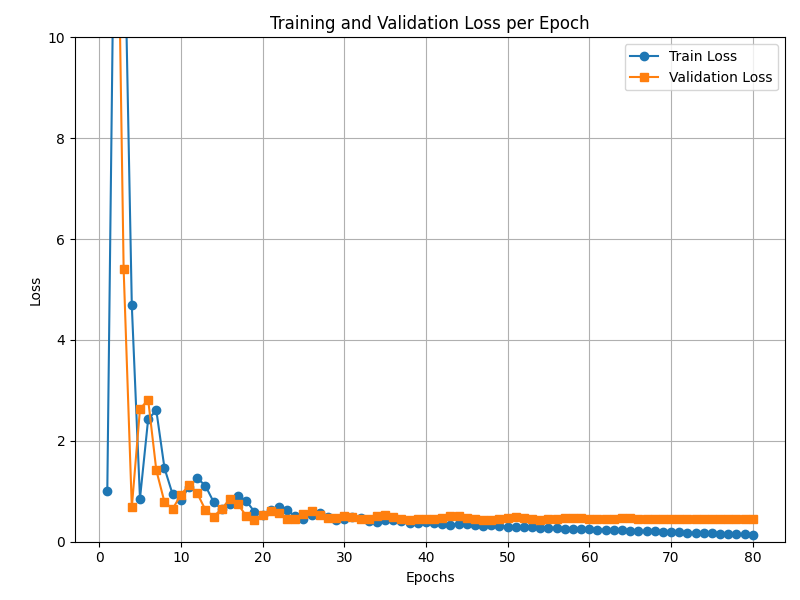 Training and Validation Loss per Epoch
Train Loss
Validation Loss
Loss
10
8
6
4
2
0
0 10 20 30 40 50 60 70 80
Epochs